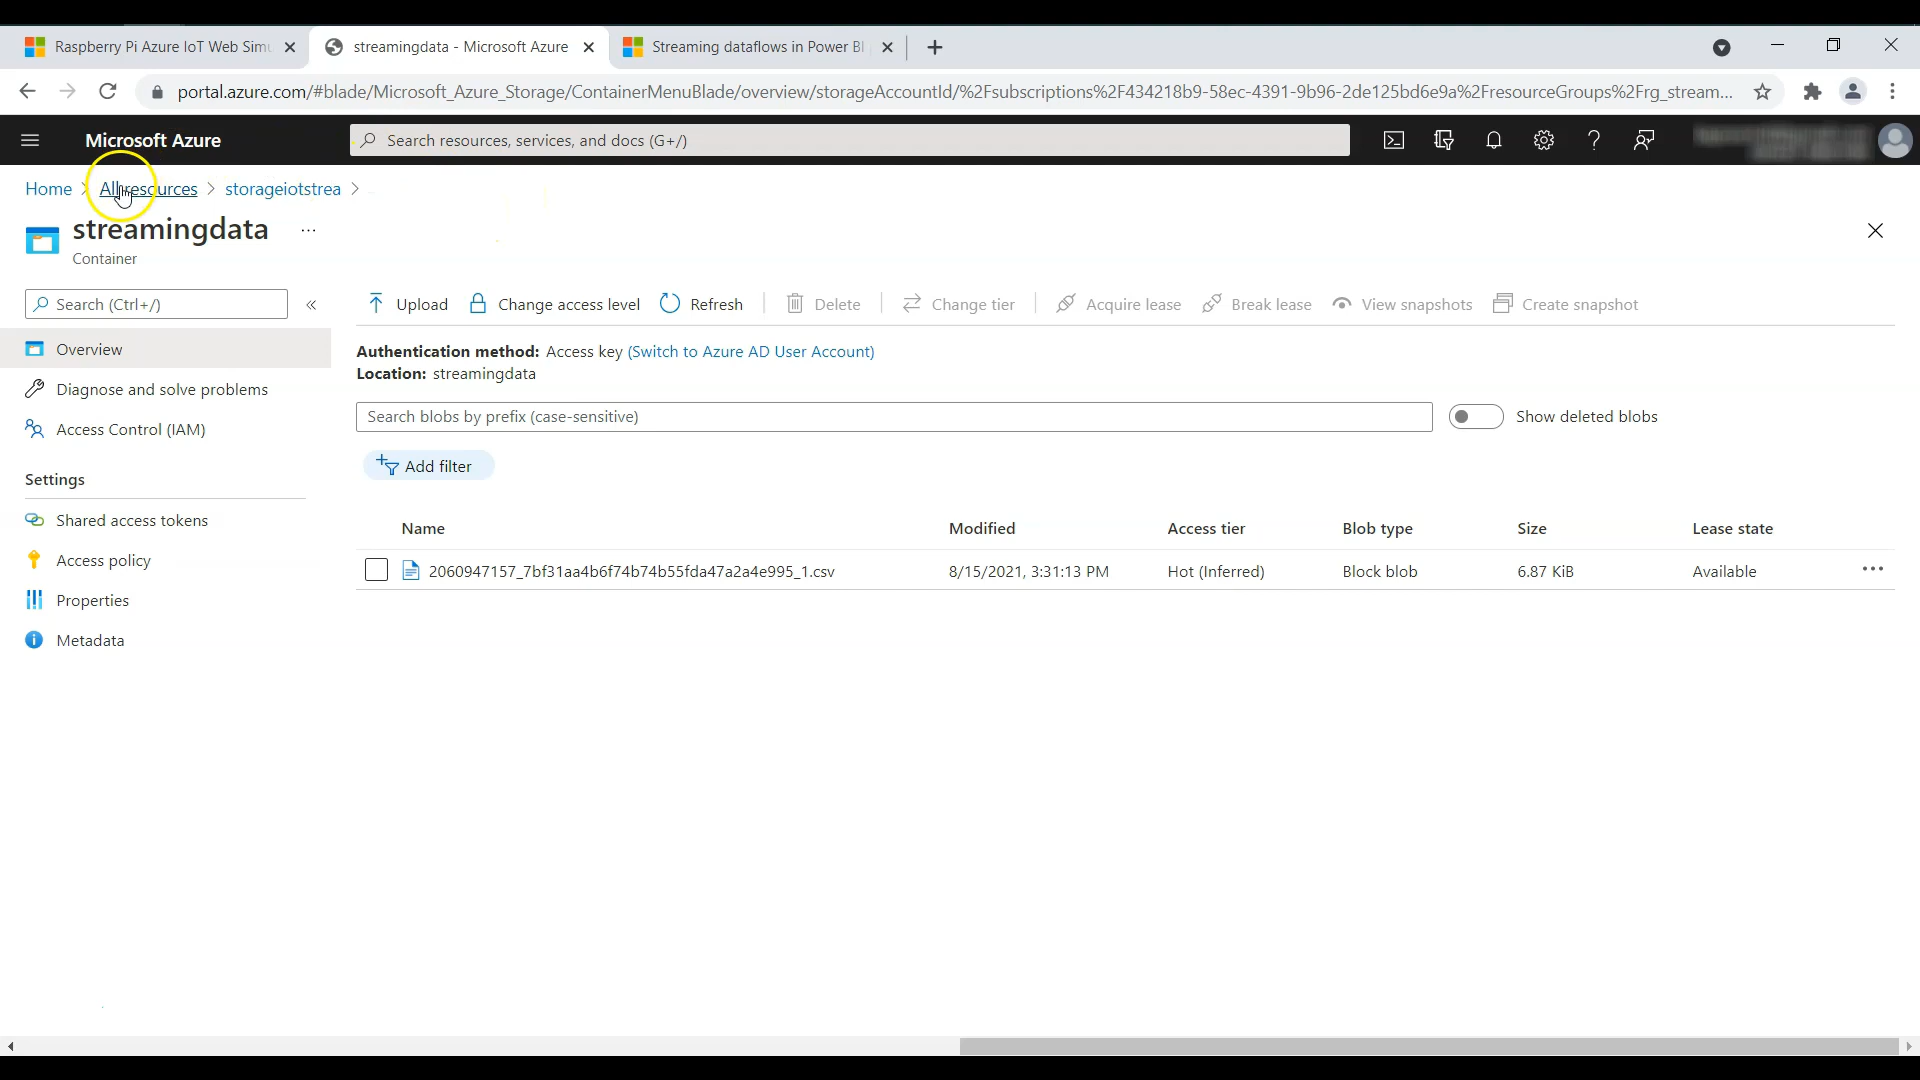 Raspberry Pi Azure IoT Web Sim
streamingdata - Microsoft Azure
Streaming dataflows in Power BI
portal.azure.com/#blade/Microsoft_Azure_Storage/ContainerMenuBlade/overview/storageAccountId/%2Fsubscriptions%2F434218b9-58ec-4391-9b96-2de125bd6e9a%2FresourceGroups%2Frg_stream...
Microsoft Azure
Search resources, services, and docs (G+/)
Home > All resources > storageiotstrea >
streamingdata ...
Container
Search (Ctrl+/) «
Upload Change access level Refresh Delete Change tier Acquire lease Break lease View snapshots Create snapshot
Overview
Diagnose and solve problems
Access Control (IAM)
Settings
Shared access tokens
Access policy
Properties
Metadata
Authentication method: Access key (Switch to Azure AD User Account)
Location: streamingdata
Search blobs by prefix (case-sensitive)
Show deleted blobs
Add filter
Name Modified Access tier Blob type Size Lease state
2060947157_7bf31aa4b6f74b74b55fda47a2a4e995_1.csv 8/15/2021, 3:31:13 PM Hot (Inferred) Block blob 6.87 KiB Available ...